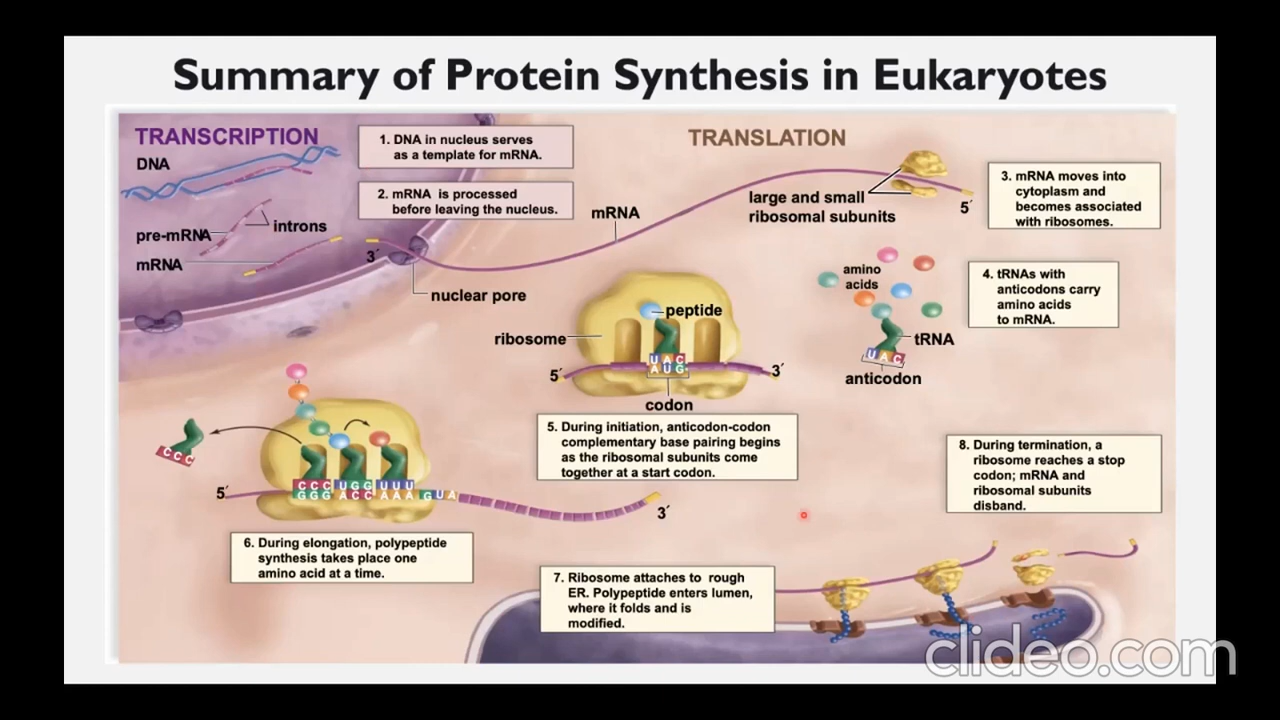 Summary of Protein Synthesis in Eukaryotes
TRANSCRIPTION
DNA
1. DNA in nucleus serves
as a template for mRNA.
2. mRNA is processed
before leaving the nucleus.
pre-mRNA
introns
mRNA
3´
nuclear pore
TRANSLATION
mRNA
large and small
ribosomal subunits
5´
3. mRNA moves into
cytoplasm and
becomes associated
with ribosomes.
amino
acids
4. tRNAs with
anticodons carry
amino acids
to mRNA.
tRNA
UAC
anticodon
peptide
ribosome
UAC
AUG
5´
3´
codon
5. During initiation, anticodon-codon
complementary base pairing begins
as the ribosomal subunits come
together at a start codon.
CCC
5´
CCC UGG UUU
GGG ACC AAA GUA
3´
6. During elongation, polypeptide
synthesis takes place one
amino acid at a time.
7. Ribosome attaches to rough
ER. Polypeptide enters lumen,
where it folds and is
modified.
8. During termination, a
ribosome reaches a stop
codon; mRNA and
ribosomal subunits
disband.
clideo.com